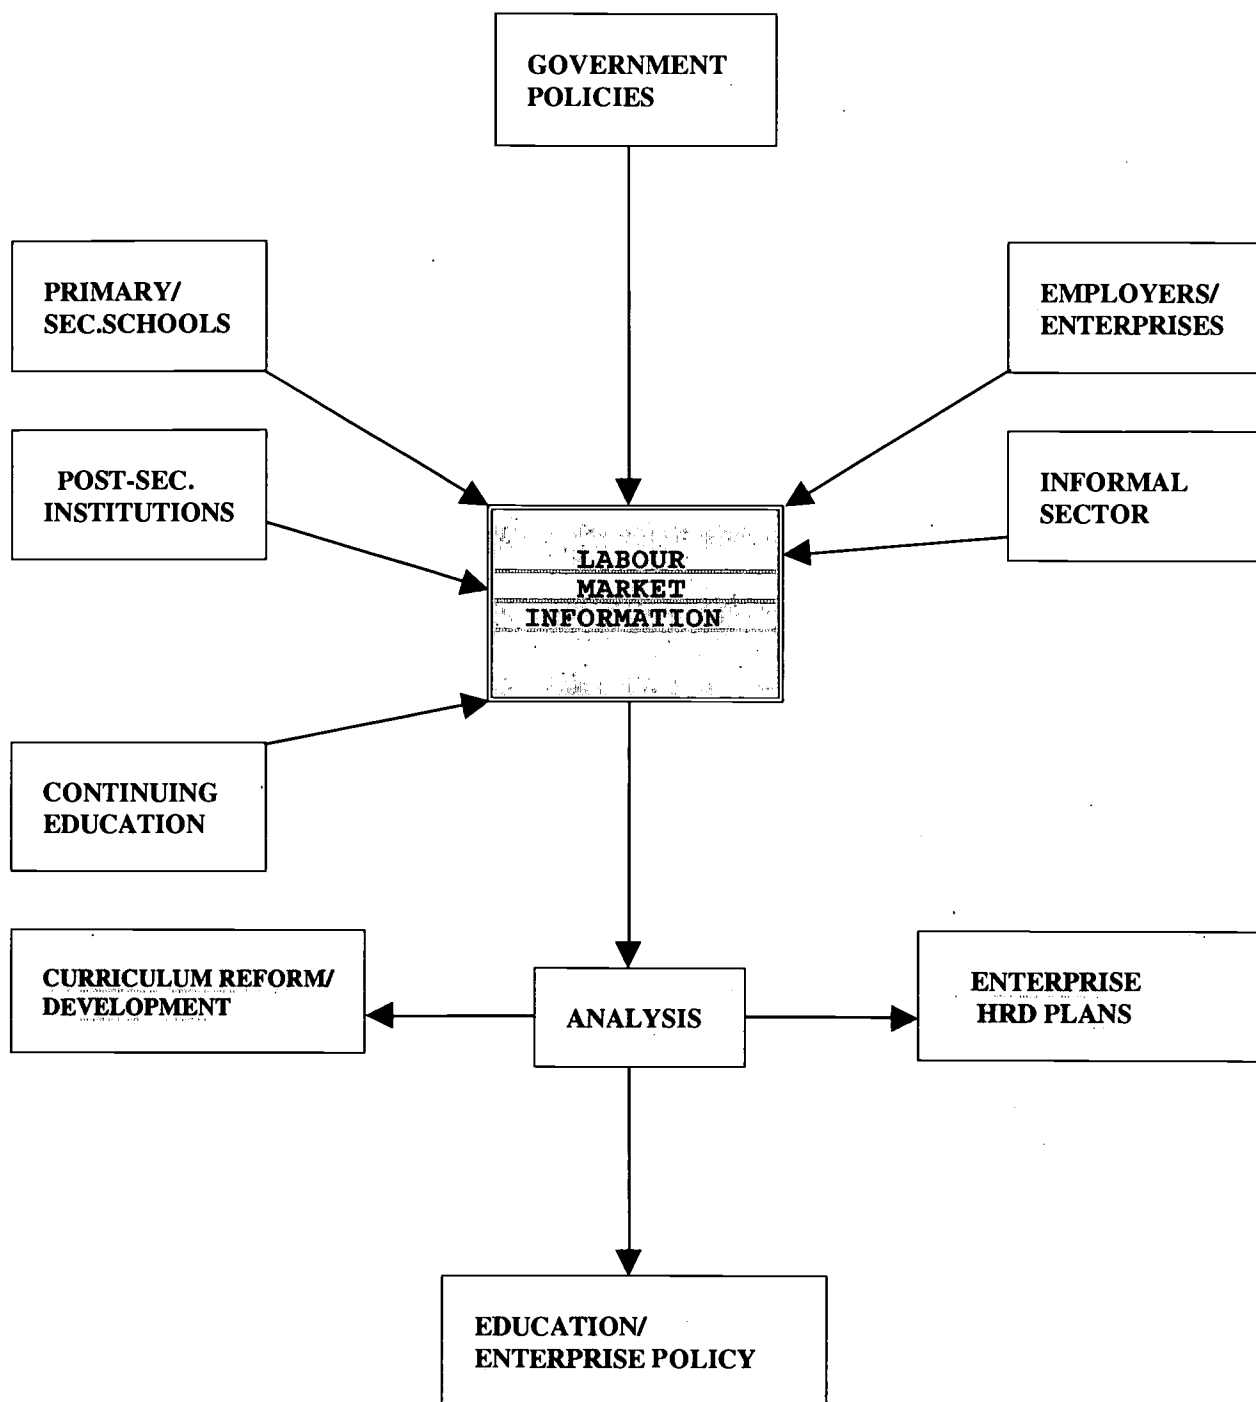 GOVERNMENT
POLICIES
PRIMARY/
SEC.SCHOOLS
EMPLOYERS/
ENTERPRISES
POST-SEC.
INSTITUTIONS
INFORMAL
SECTOR
LABOUR
MARKET
INFORMATION
CONTINUING
EDUCATION
CURRICULUM REFORM/
DEVELOPMENT
ANALYSIS
ENTERPRISE
HRD PLANS
EDUCATION/
ENTERPRISE POLICY